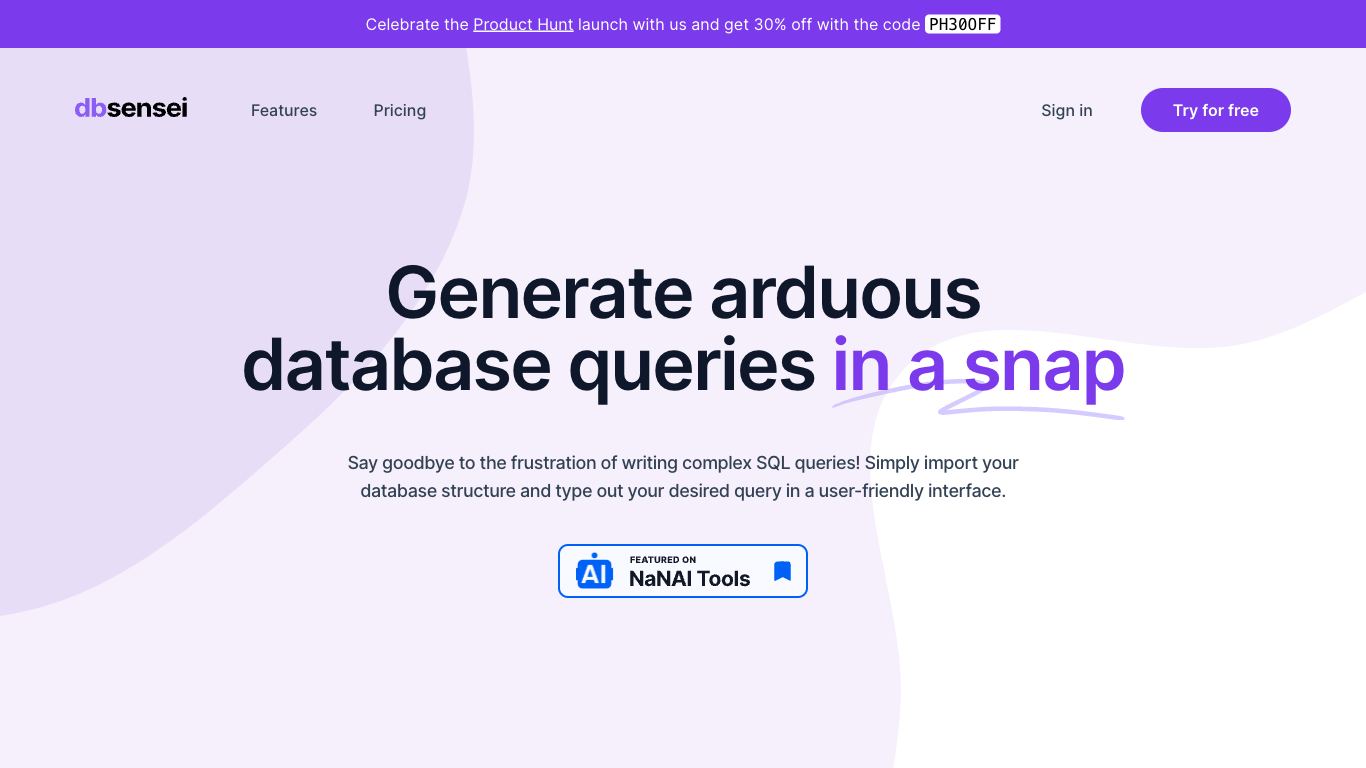 Celebrate the Product Hunt launch with us and get 30% off with the code PH30OFF
dbsensei
Features
Pricing
Sign in
Try for free
Generate arduous
database queries in a snap
Say goodbye to the frustration of writing complex SQL queries! Simply import your
database structure and type out your desired query in a user-friendly interface.
AI
FEATURED ON
NaNAI Tools